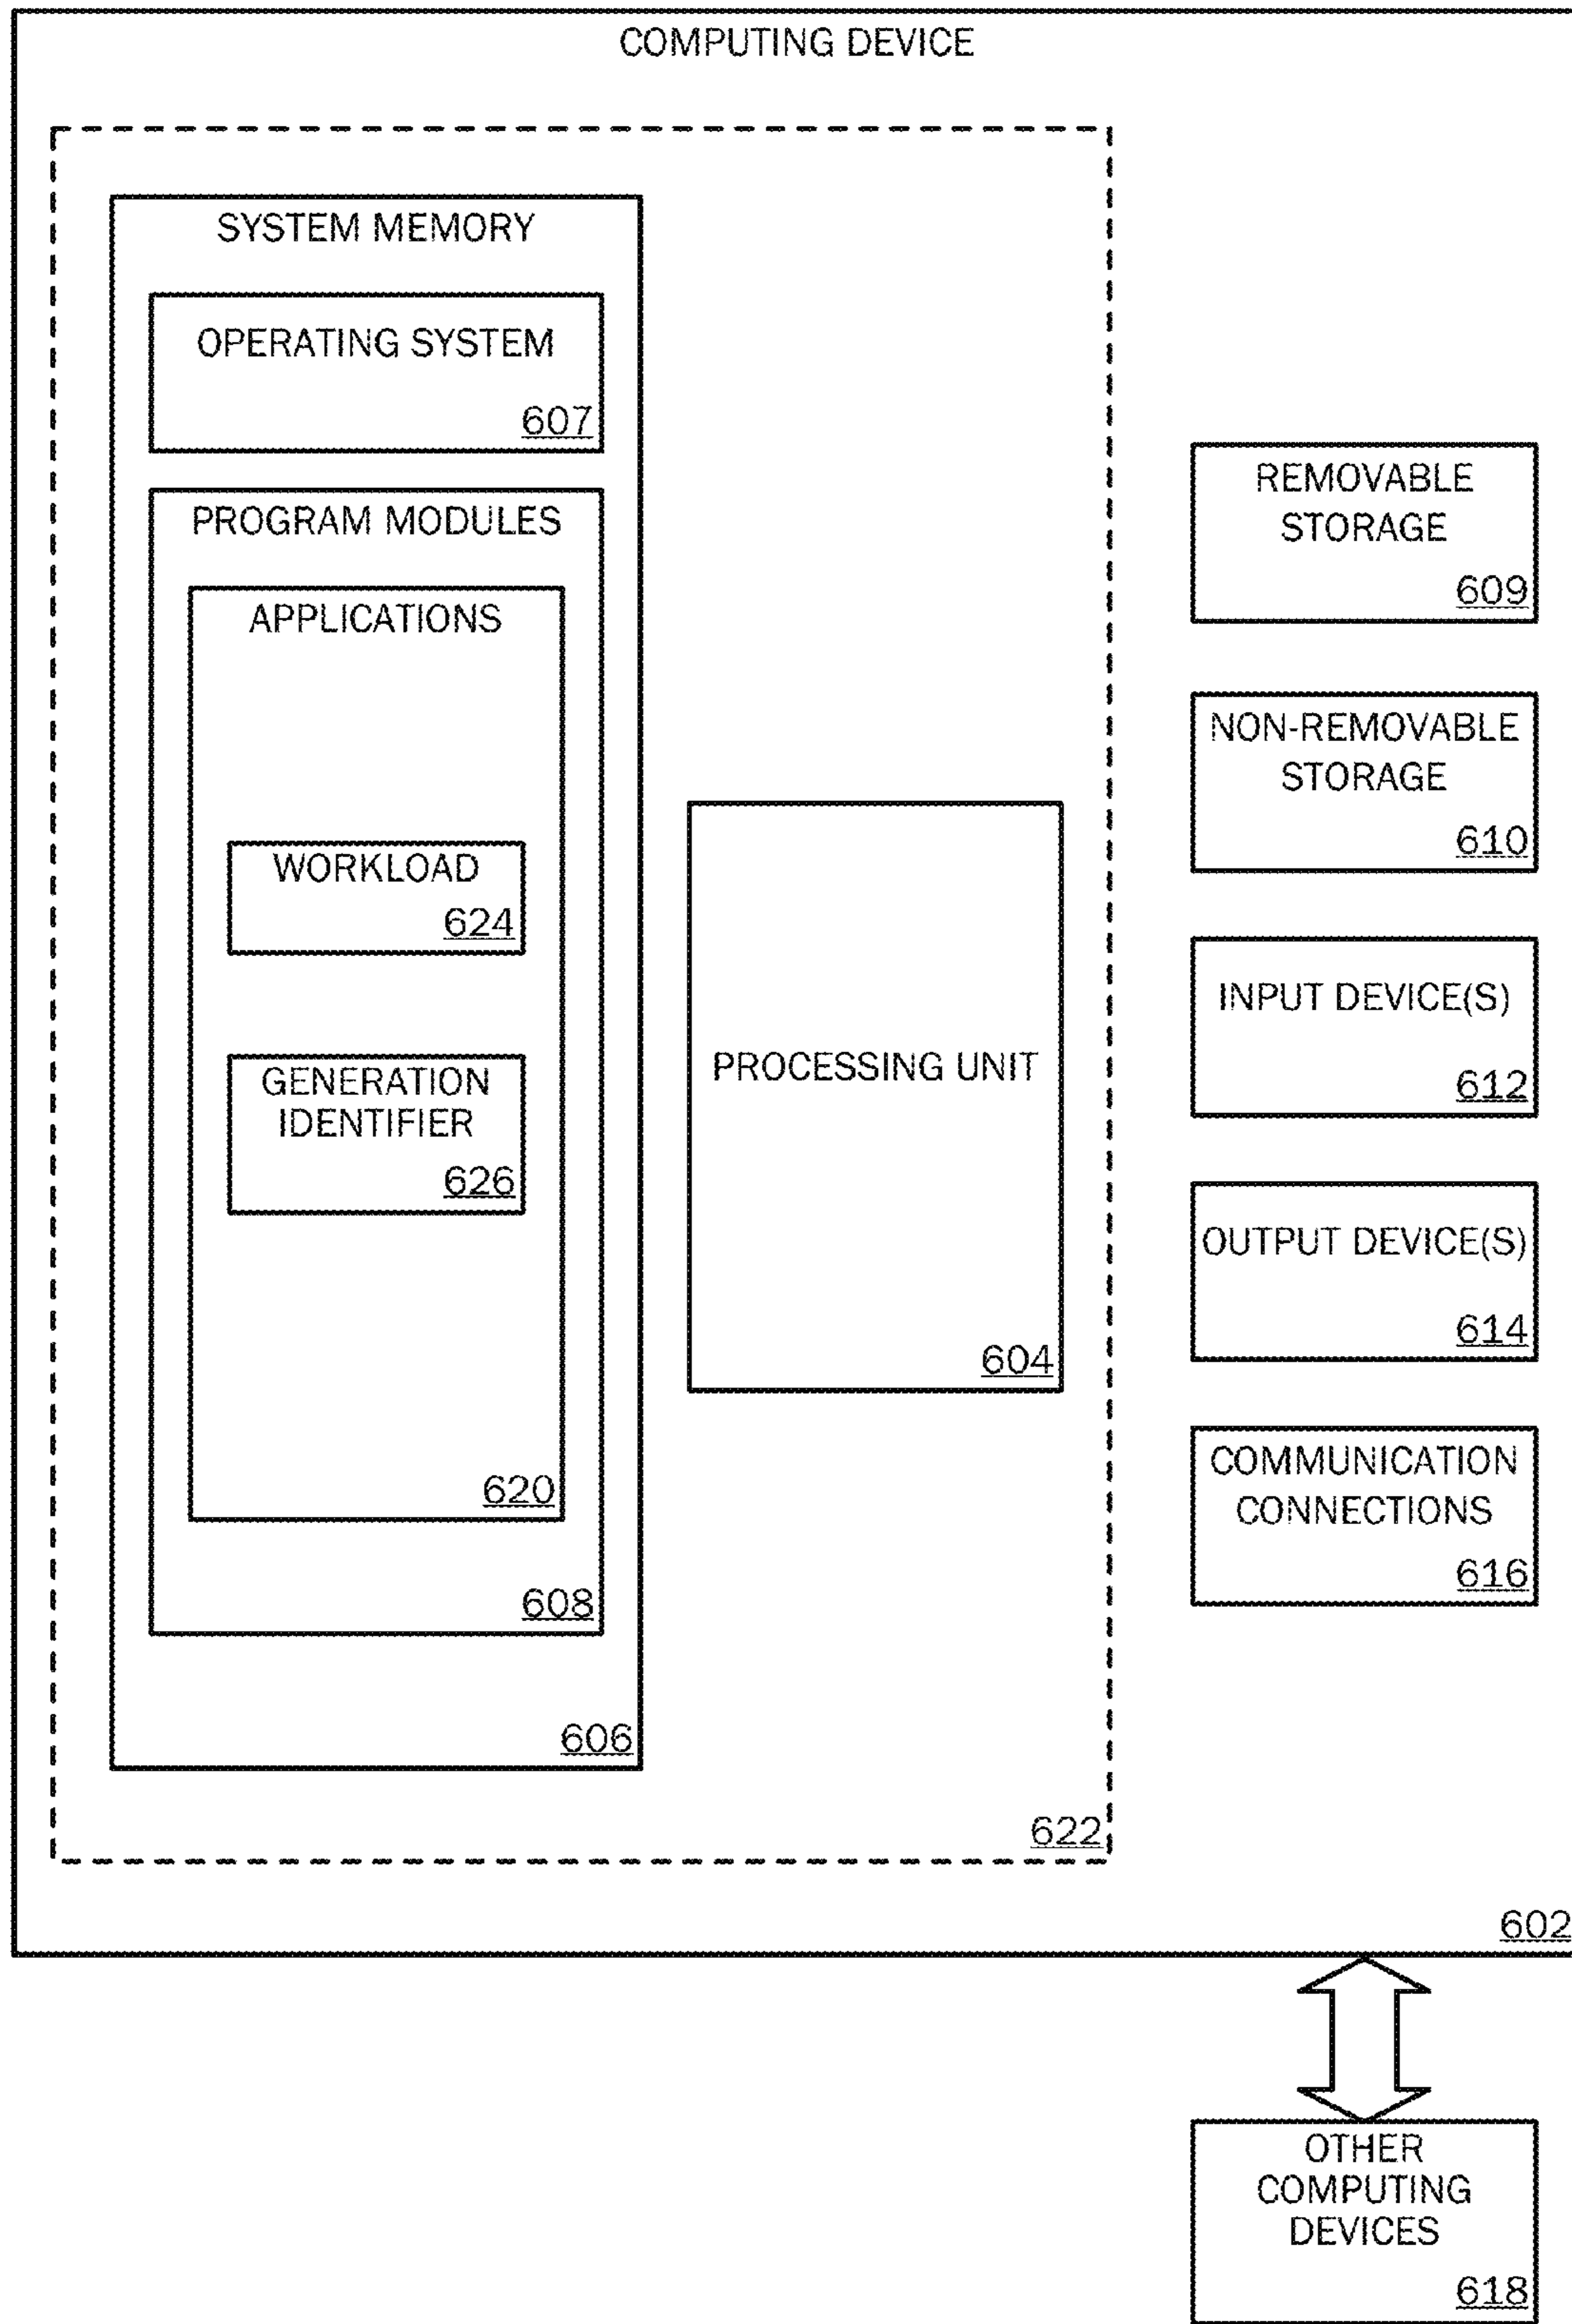 COMPUTING DEVICE
SYSTEM MEMORY
OPERATING SYSTEM
607
PROGRAM MODULES
APPLICATIONS
WORKLOAD
624
GENERATION
IDENTIFIER
626
620
608
606
PROCESSING UNIT
604
622
REMOVABLE
STORAGE
609
NON-REMOVABLE
STORAGE
610
INPUT DEVICE(S)
612
OUTPUT DEVICE(S)
614
COMMUNICATION
CONNECTIONS
616
602
OTHER
COMPUTING
DEVICES
618